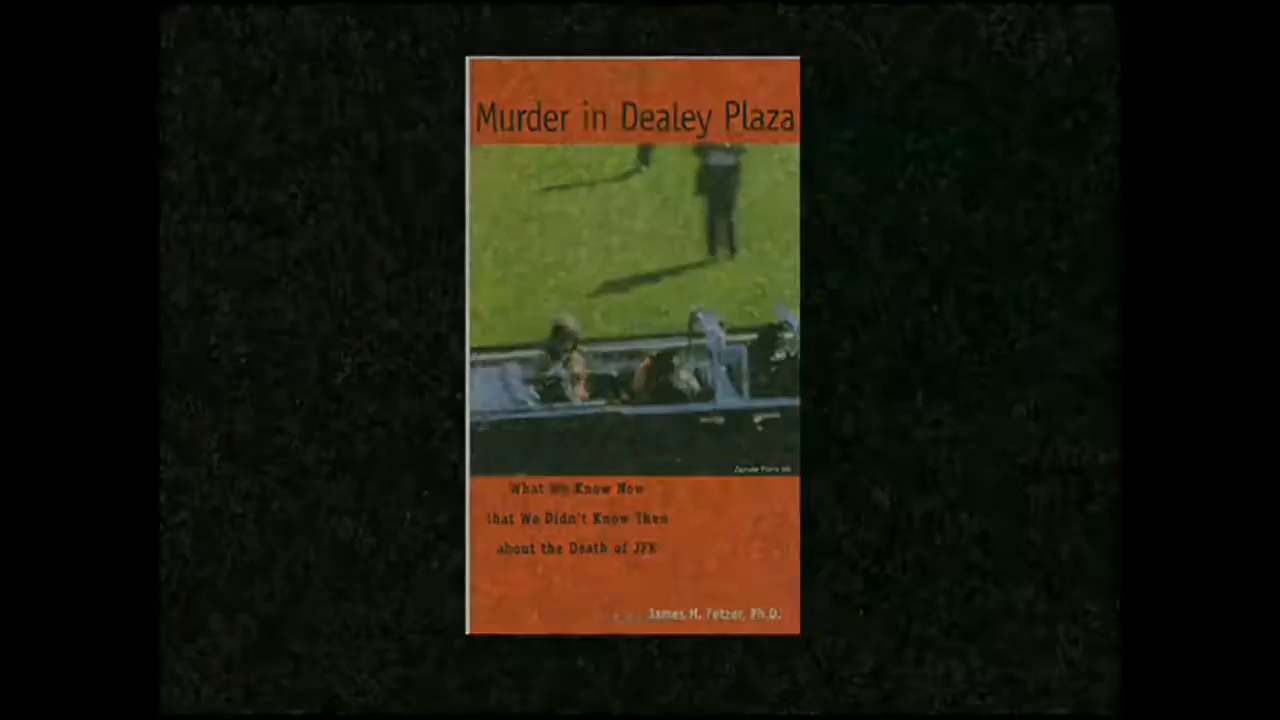 Murder in Dealey Plaza
What We Know Now
that We Didn't Know Then
about the Death of JFK
James H. Fetzer, Ph.D.